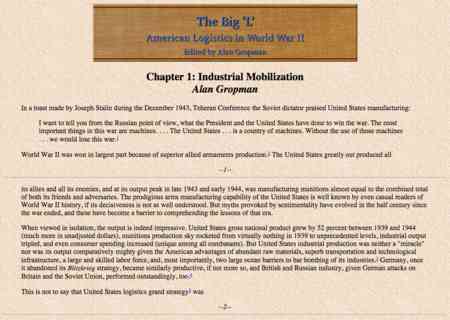 The Big 'L'
American Logistics in World War II
Edited by Alan Gropman
Chapter 1: Industrial Mobilization
Alan Gropman
In a toast made by Joseph Stalin during the December 1943, Teheran Conference the Soviet dictator praised United States manufacturing:
I want to tell you from the Russian point of view, what the President and the United States have done to win the war. The most
important things in this war are machines. . . . The United States . . . is a country of machines. Without the use of those machines
. . . we would lose this war.1
World War II was won in largest part because of superior allied armaments production.2 The United States greatly out produced all
--1--
its allies and all its enemies, and at its output peak in late 1943 and early 1944, was manufacturing munitions almost equal to the combined total
of both its friends and adversaries. The prodigious arms manufacturing capability of the United States is well known by even casual readers of
World War II history, if its decisiveness is not as well understood. But myths provoked by sentimentality have evolved in the half century since
the war ended, and these have become a barrier to comprehending the lessons of that era.
When viewed in isolation, the output is indeed impressive. United States gross national product grew by 52 percent between 1939 and 1944
(much more in unadjusted dollars), munitions production sky rocketed from virtually nothing in 1939 to unprecedented levels, industrial output
tripled, and even consumer spending increased (unique among all combatants). But United States industrial production was neither a "miracle"
nor was its output comparatively mighty given the American advantages of abundant raw materials, superb transportation and technological
infrastructure, a large and skilled labor force, and, most importantly, two large ocean barriers to bar bombing of its industries.3 Germany, once
it abandoned its Blitzkrieg strategy, became similarly productive, if not more so, and British and Russian industry, given German attacks on
Britain and the Soviet Union, performed outstandingly, too.4
This is not to say that United States logistics grand strategy5 was
--2--